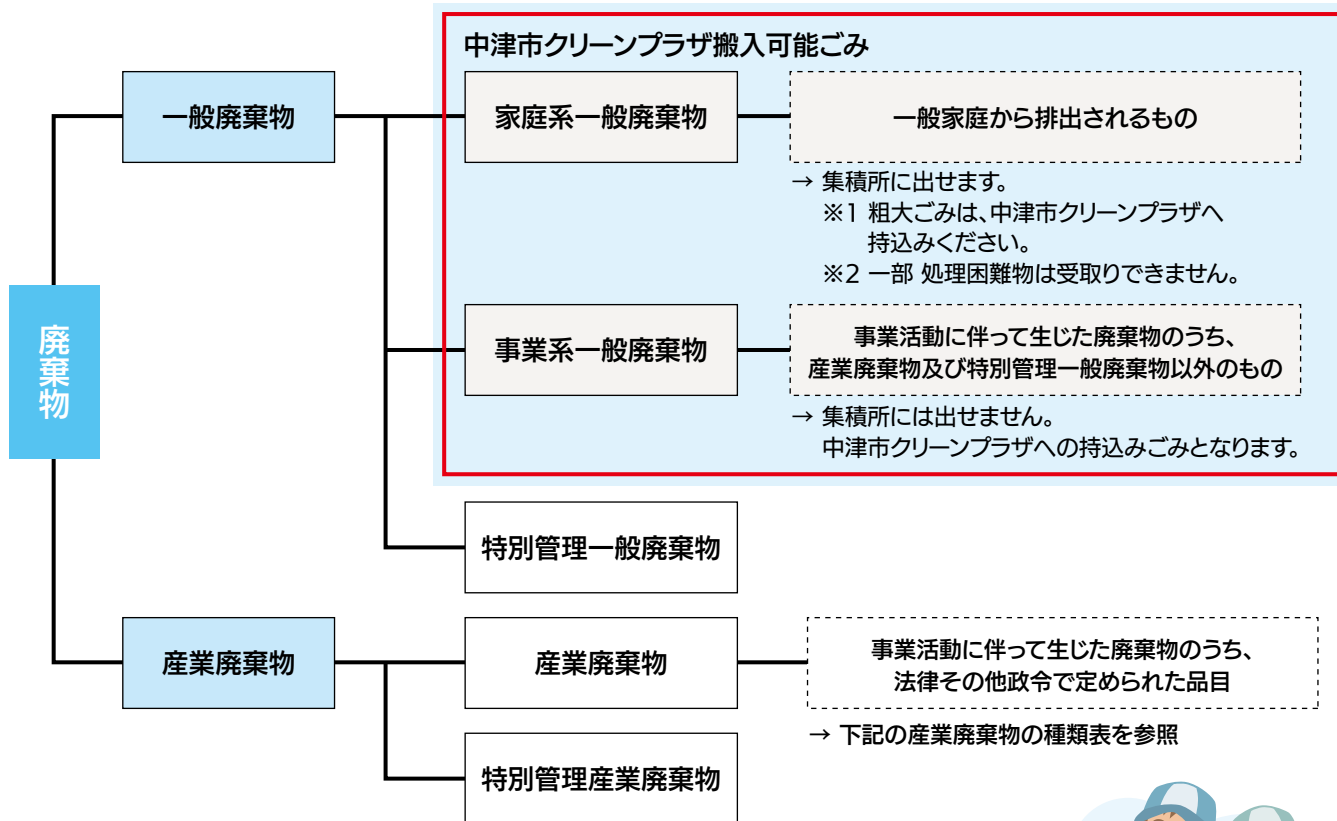 中津市クリーンプラザ搬入可能ごみ
廃棄物
一般廃棄物
家庭系一般廃棄物
一般家庭から排出されるもの
→ 集積所に出せます。
※1 粗大ごみは、中津市クリーンプラザへ
持込みください。
※2 一部 処理困難物は受取りできません。
事業系一般廃棄物
事業活動に伴って生じた廃棄物のうち、
産業廃棄物及び特別管理一般廃棄物以外のもの
→ 集積所には出せません。
中津市クリーンプラザへの持込みごみとなります。
特別管理一般廃棄物
産業廃棄物
産業廃棄物
事業活動に伴って生じた廃棄物のうち、
法律その他政令で定められた品目
→ 下記の産業廃棄物の種類表を参照
特別管理産業廃棄物